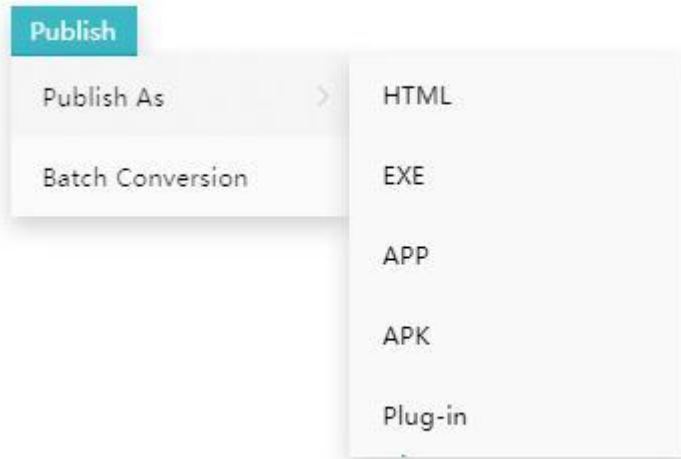 Publish
Publish As
Batch Conversion
HTML
EXE
APP
APK
Plug-in